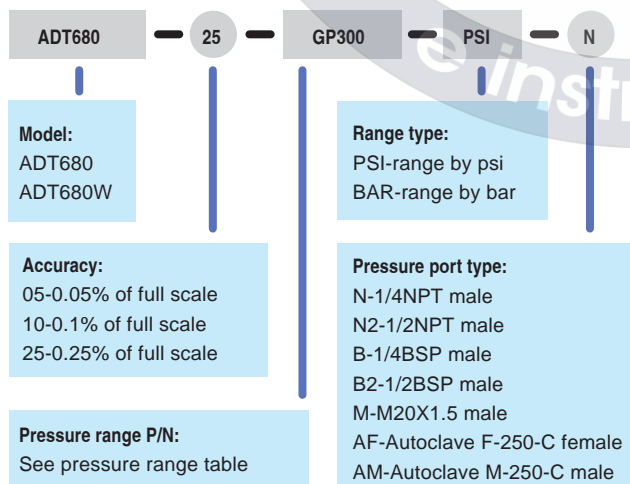 ADT680 25 GP300 PSI N
Model:
ADT680
ADT680W
Range type:
PSI-range by psi
BAR-range by bar
Accuracy:
05-0.05% of full scale
10-0.1% of full scale
25-0.25% of full scale
Pressure port type:
N-1/4NPT male
N2-1/2NPT male
B-1/4BSP male
B2-1/2BSP male
M-M20X1.5 male
AF-Autoclave F-250-C female
AM-Autoclave M-250-C male
Pressure range P/N:
See pressure range table